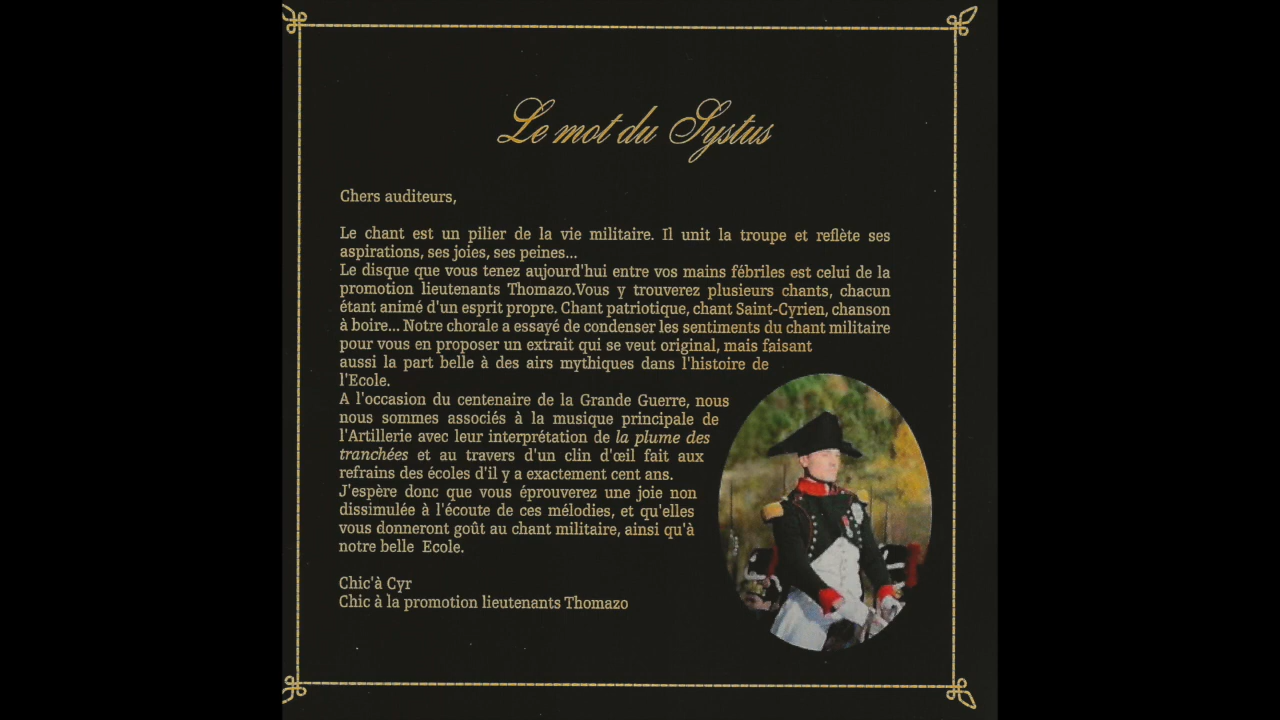 Le mot du Systus
Chers auditeurs,
Le chant est un pilier de la vie militaire. Il unit la troupe et reflète ses
aspirations, ses joies, ses peines...
Le disque que vous tenez aujourd'hui entre vos mains fébriles est celui de la
promotion lieutenants Thomazo.Vous y trouverez plusieurs chants, chacun
étant animé d'un esprit propre. Chant patriotique, chant Saint-Cyrien, chanson
à boire... Notre chorale a essayé de condenser les sentiments du chant militaire
pour vous en proposer un extrait qui se veut original, mais faisant
aussi la part belle à des airs mythiques dans l'histoire de
l'Ecole.
A l'occasion du centenaire de la Grande Guerre, nous
nous sommes associés à la musique principale de
l'Artillerie avec leur interprétation de la plume des
tranchées et au travers d'un clin d'œil fait aux
refrains des écoles d'il y a exactement cent ans.
J'espère donc que vous éprouverez une joie non
dissimulée à l'écoute de ces mélodies, et qu'elles
vous donneront goût au chant militaire, ainsi qu'à
notre belle Ecole.
Chic'à Cyr
Chic à la promotion lieutenants Thomazo